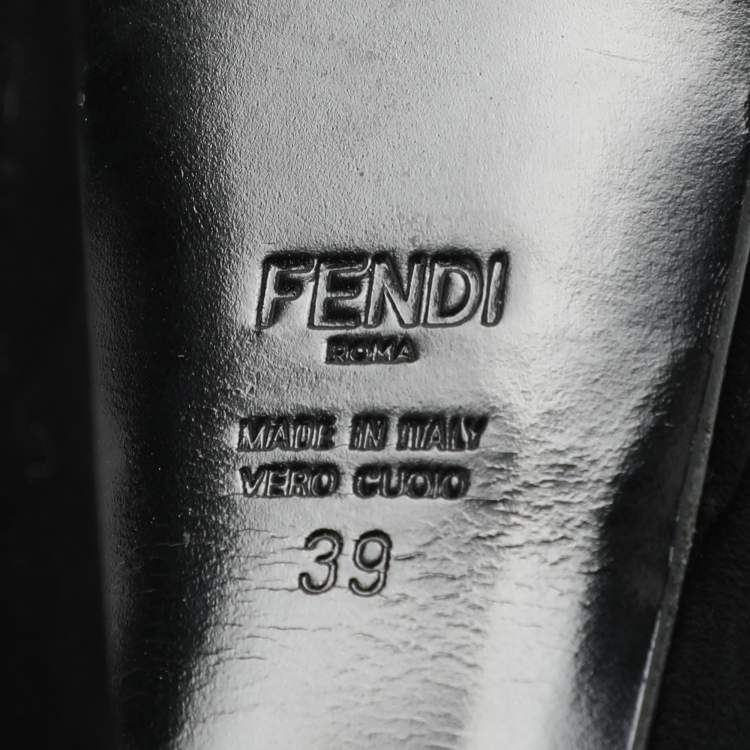 FENDI
ROMA
MADE IN ITALY
VERO CUOIO
39